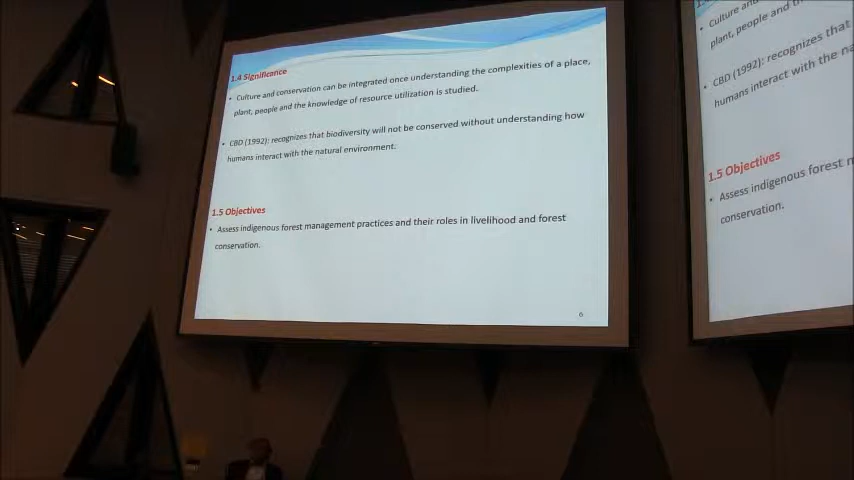 1.4 Significance
• Culture and conservation can be integrated once understanding the complexities of a place,
plant, people and the knowledge of resource utilization is studied.
• CBD (1992): recognizes that biodiversity will not be conserved without understanding how
humans interact with the natural environment.
1.5 Objectives
• Assess indigenous forest management practices and their roles in livelihood and forest
conservation.
6
• Culture and
plant, people and
• CBD (1992): recognizes that
humans interact with the
1.5 Objectives
• Assess indigenous forest
conservation.